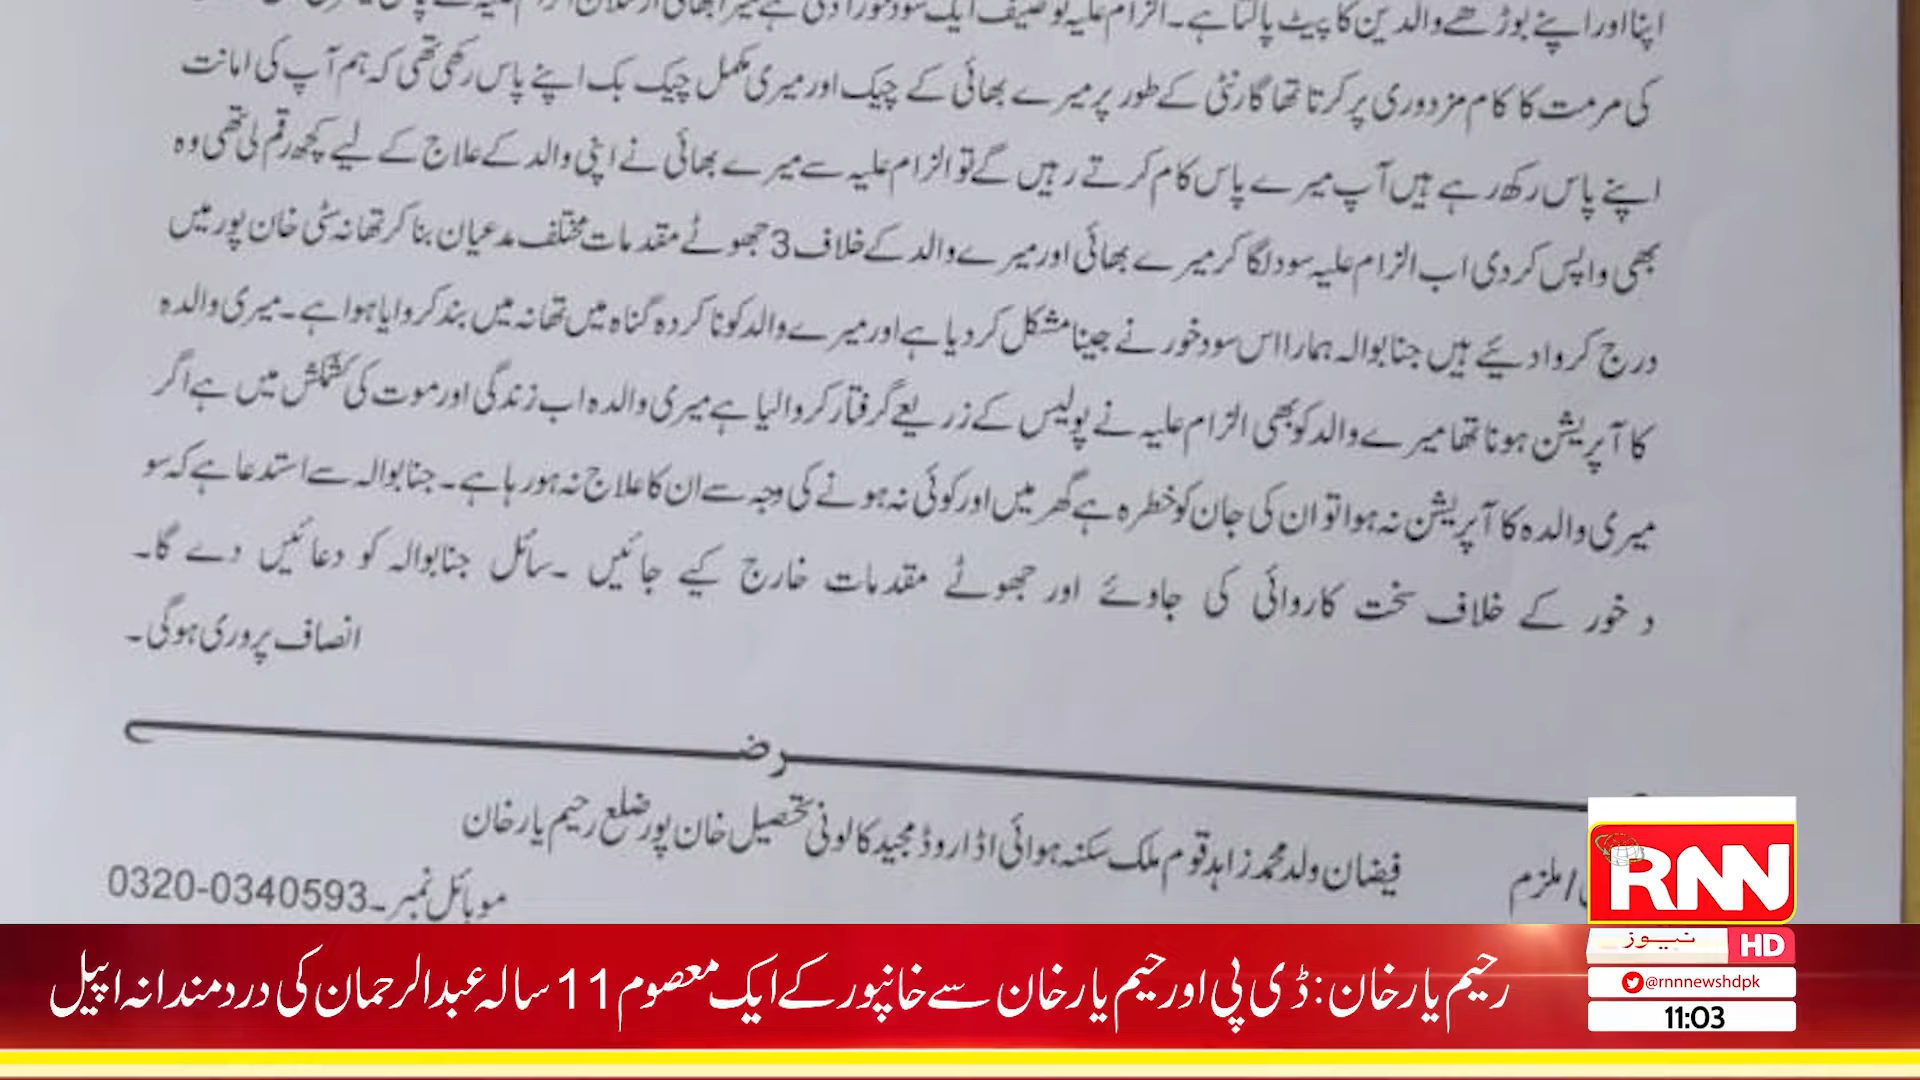 اپنا اور اپنے بوڑھے والدین کا پیٹ پالتا ہے۔ الزام علیہ توصیف ایک سود خور آدمی ہے میرا بھائی
کی مرمت کا کام مزدوری پر کرتا تھا گارنٹی کے طور پر میرے بھائی کے چیک اور میری مکمل چیک بک اپنے پاس رکھی تھی کہ ہم آپ کی امانت
اپنے پاس رکھ رہے ہیں آپ میرے پاس کام کرتے رہیں گے تو الزام علیہ سے میرے بھائی نے اپنی والد کے علاج کے لیے کچھ رقم لی تھی وہ
بھی واپس کر دی اب الزام علیہ سود لگا کر میرے بھائی اور میرے والد کے خلاف 3 جھوٹے مقدمات مختلف مدعیان بنا کر تھانہ سٹی خان پور میں
درج کروا دئیے ہیں جنابوالہ ہمارا اس سود خور نے جینا مشکل کر دیا ہے اور میرے والد کو نا کردہ گناہ میں تھانہ میں بند کروایا ہوا ہے۔ میری والدہ
کا آپریشن ہونا تھا میرے والد کو بھی الزام علیہ نے پولیس کے زریعے گرفتار کروا لیا ہے میری والدہ اب زندگی اور موت کی کشمکش میں ہے اگر
میری والدہ کا آپریشن نہ ہوا تو ان کی جان کو خطرہ ہے گھر میں اور کوئی نہ ہونے کی وجہ سے ان کا علاج نہ ہو رہا ہے۔ جنابوالہ سے استدعا ہے کہ سو
د خور کے خلاف سخت کاروائی کی جاوئے اور جھوٹے مقدمات خارج کیے جائیں ۔سائل جنابوالہ کو دعائیں دے گا۔
انصاف پروری ہوگی۔
رضے
/ ملزم فیضان ولد محمد زاہد قوم ملک سکنہ ہوائی اڈا روڈ مجید کالونی تحصیل خان پور ضلع رحیم یار خان
موبائل نمبر۔0320-0340593
RNN
نیوز HD
@rnnnewshdpk
11:03
رحیم یار خان: ڈی پی اور حیم یار خان سے خانپور کے ایک معصوم 11 سالہ عبدالرحمان کی دردمندانہ اپیل